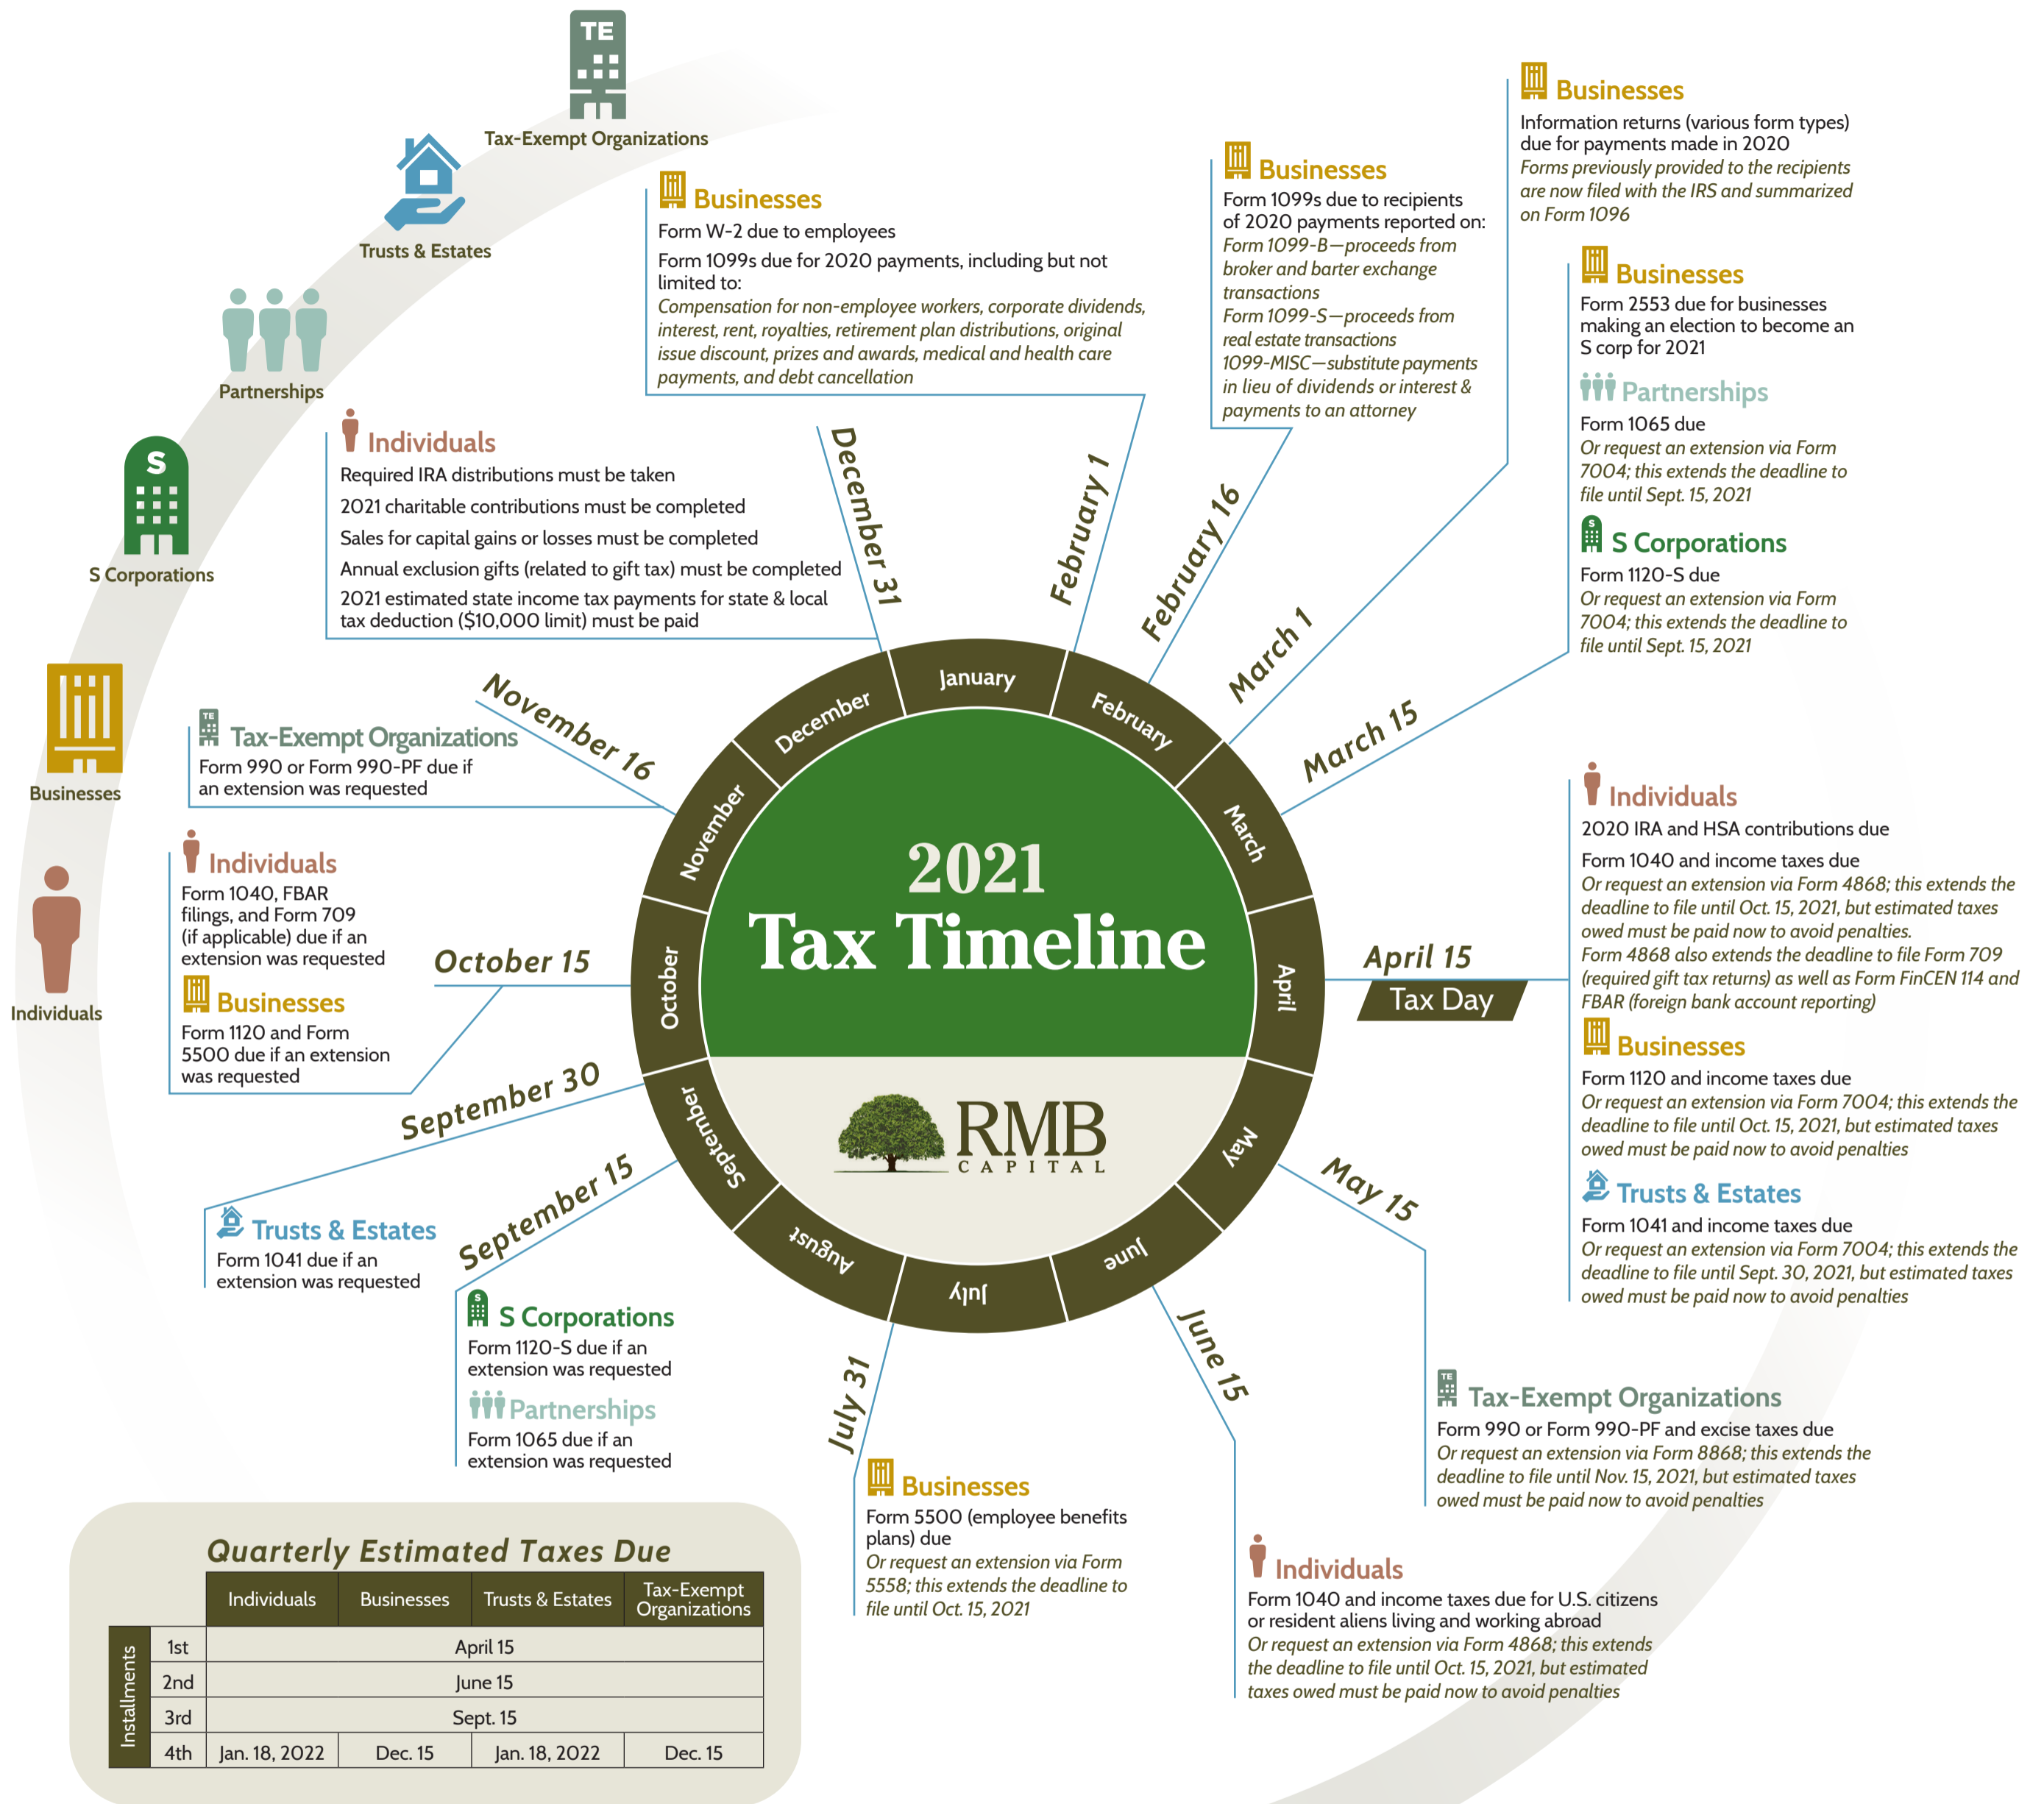 TE
Tax-Exempt Organizations
Trusts & Estates
Partnerships
S
S Corporations
Businesses
Individuals
2021
Tax Timeline
RMB
CAPITAL
January
February
March
April
May
June
July
August
September
October
November
December
February 1
Businesses
Form W-2 due to employees
Form 1099s due for 2020 payments, including but not
limited to:
Compensation for non-employee workers, corporate dividends,
interest, rent, royalties, retirement plan distributions, original
issue discount, prizes and awards, medical and health care
payments, and debt cancellation
February 16
Businesses
Form 1099s due to recipients
of 2020 payments reported on:
Form 1099-B—proceeds from
broker and barter exchange
transactions
Form 1099-S—proceeds from
real estate transactions
1099-MISC—substitute payments
in lieu of dividends or interest &
payments to an attorney
March 1
Businesses
Information returns (various form types)
due for payments made in 2020
Forms previously provided to the recipients
are now filed with the IRS and summarized
on Form 1096
March 15
Businesses
Form 2553 due for businesses
making an election to become an
S corp for 2021
Partnerships
Form 1065 due
Or request an extension via Form
7004; this extends the deadline to
file until Sept. 15, 2021
S
S Corporations
Form 1120-S due
Or request an extension via Form
7004; this extends the deadline to
file until Sept. 15, 2021
April 15
Tax Day
Individuals
2020 IRA and HSA contributions due
Form 1040 and income taxes due
Or request an extension via Form 4868; this extends the
deadline to file until Oct. 15, 2021, but estimated taxes
owed must be paid now to avoid penalties.
Form 4868 also extends the deadline to file Form 709
(required gift tax returns) as well as Form FinCEN 114 and
FBAR (foreign bank account reporting)
Businesses
Form 1120 and income taxes due
Or request an extension via Form 7004; this extends the
deadline to file until Oct. 15, 2021, but estimated taxes
owed must be paid now to avoid penalties
Trusts & Estates
Form 1041 and income taxes due
Or request an extension via Form 7004; this extends the
deadline to file until Sept. 30, 2021, but estimated taxes
owed must be paid now to avoid penalties
May 15
TE
Tax-Exempt Organizations
Form 990 or Form 990-PF and excise taxes due
Or request an extension via Form 8868; this extends the
deadline to file until Nov. 15, 2021, but estimated taxes
owed must be paid now to avoid penalties
June 15
Individuals
Form 1040 and income taxes due for U.S. citizens
or resident aliens living and working abroad
Or request an extension via Form 4868; this extends
the deadline to file until Oct. 15, 2021, but estimated
taxes owed must be paid now to avoid penalties
July 31
Businesses
Form 5500 (employee benefits
plans) due
Or request an extension via Form
5558; this extends the deadline to
file until Oct. 15, 2021
September 15
S
S Corporations
Form 1120-S due if an
extension was requested
Partnerships
Form 1065 due if an
extension was requested
September 30
Trusts & Estates
Form 1041 due if an
extension was requested
October 15
Individuals
Form 1040, FBAR
filings, and Form 709
(if applicable) due if an
extension was requested
Businesses
Form 1120 and Form
5500 due if an extension
was requested
November 16
TE
Tax-Exempt Organizations
Form 990 or Form 990-PF due if
an extension was requested
December 31
Individuals
Required IRA distributions must be taken
2021 charitable contributions must be completed
Sales for capital gains or losses must be completed
Annual exclusion gifts (related to gift tax) must be completed
2021 estimated state income tax payments for state & local
tax deduction ($10,000 limit) must be paid
Quarterly Estimated Taxes Due
Individuals Businesses Trusts & Estates Tax-Exempt
Organizations
Installments
1st April 15
2nd June 15
3rd Sept. 15
4th Jan. 18, 2022 Dec. 15 Jan. 18, 2022 Dec. 15